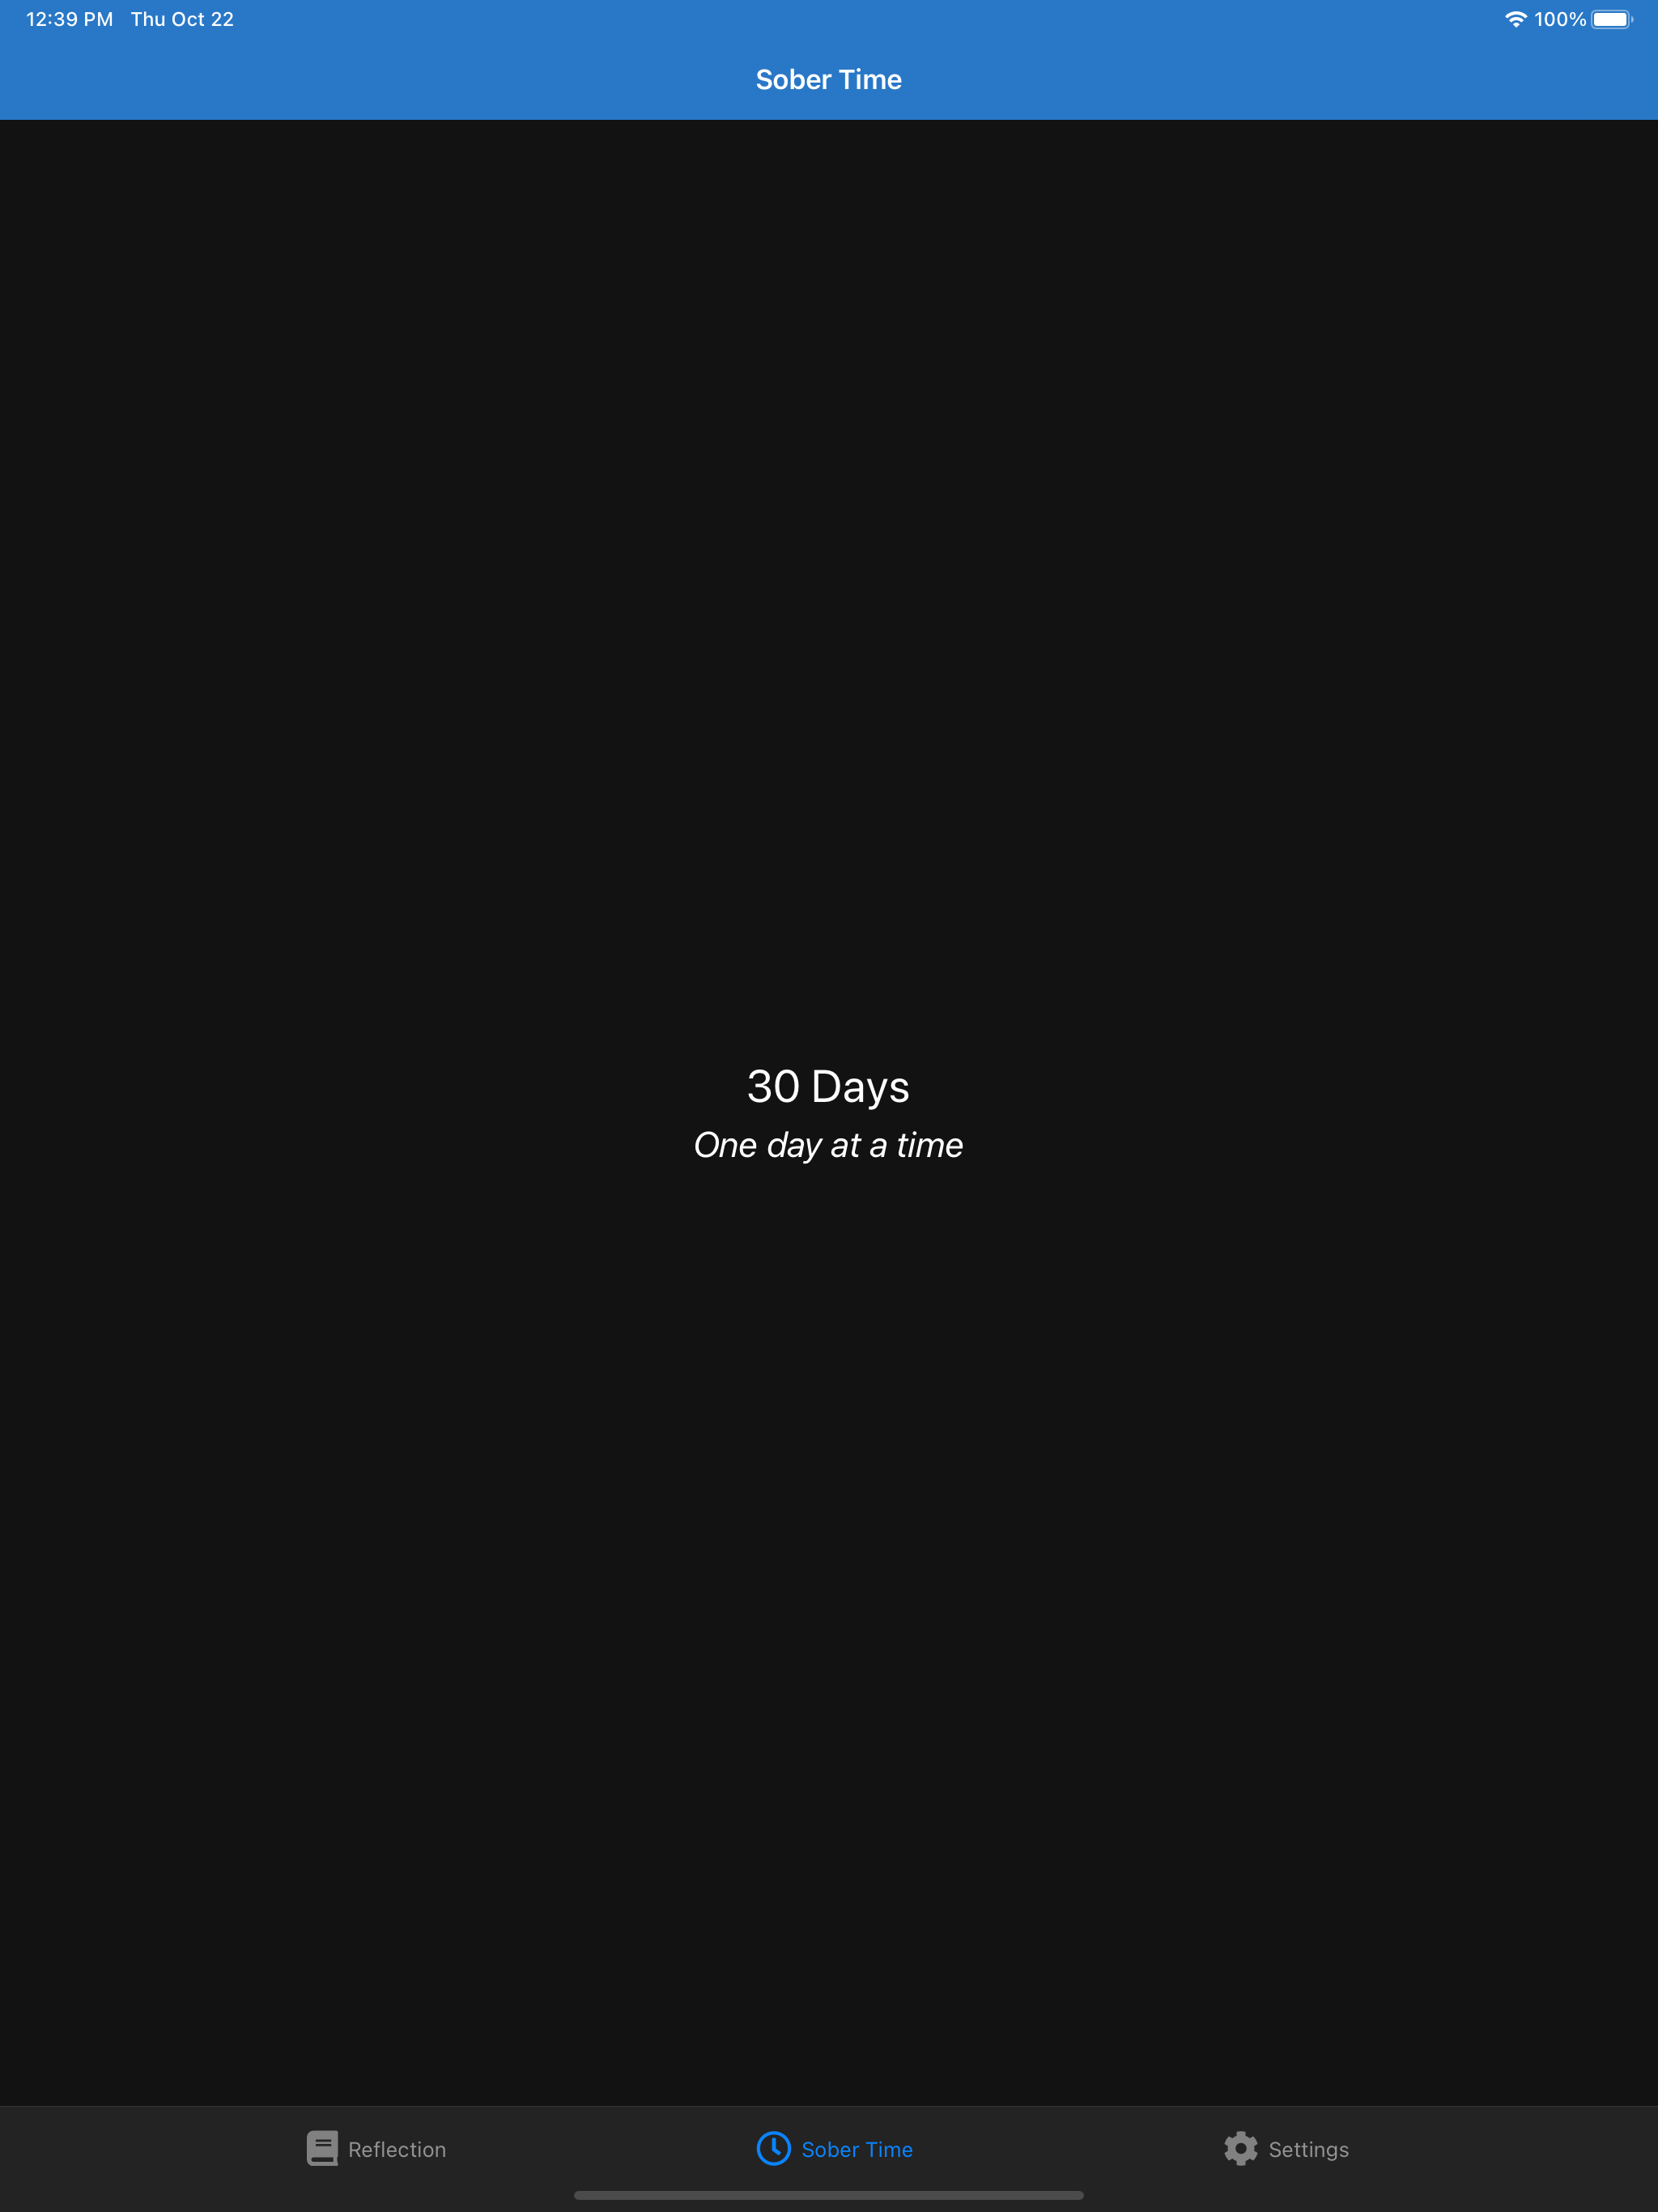 12:39 PM Thu Oct 22 100%
Sober Time
30 Days
One day at a time
Reflection Sober Time Settings